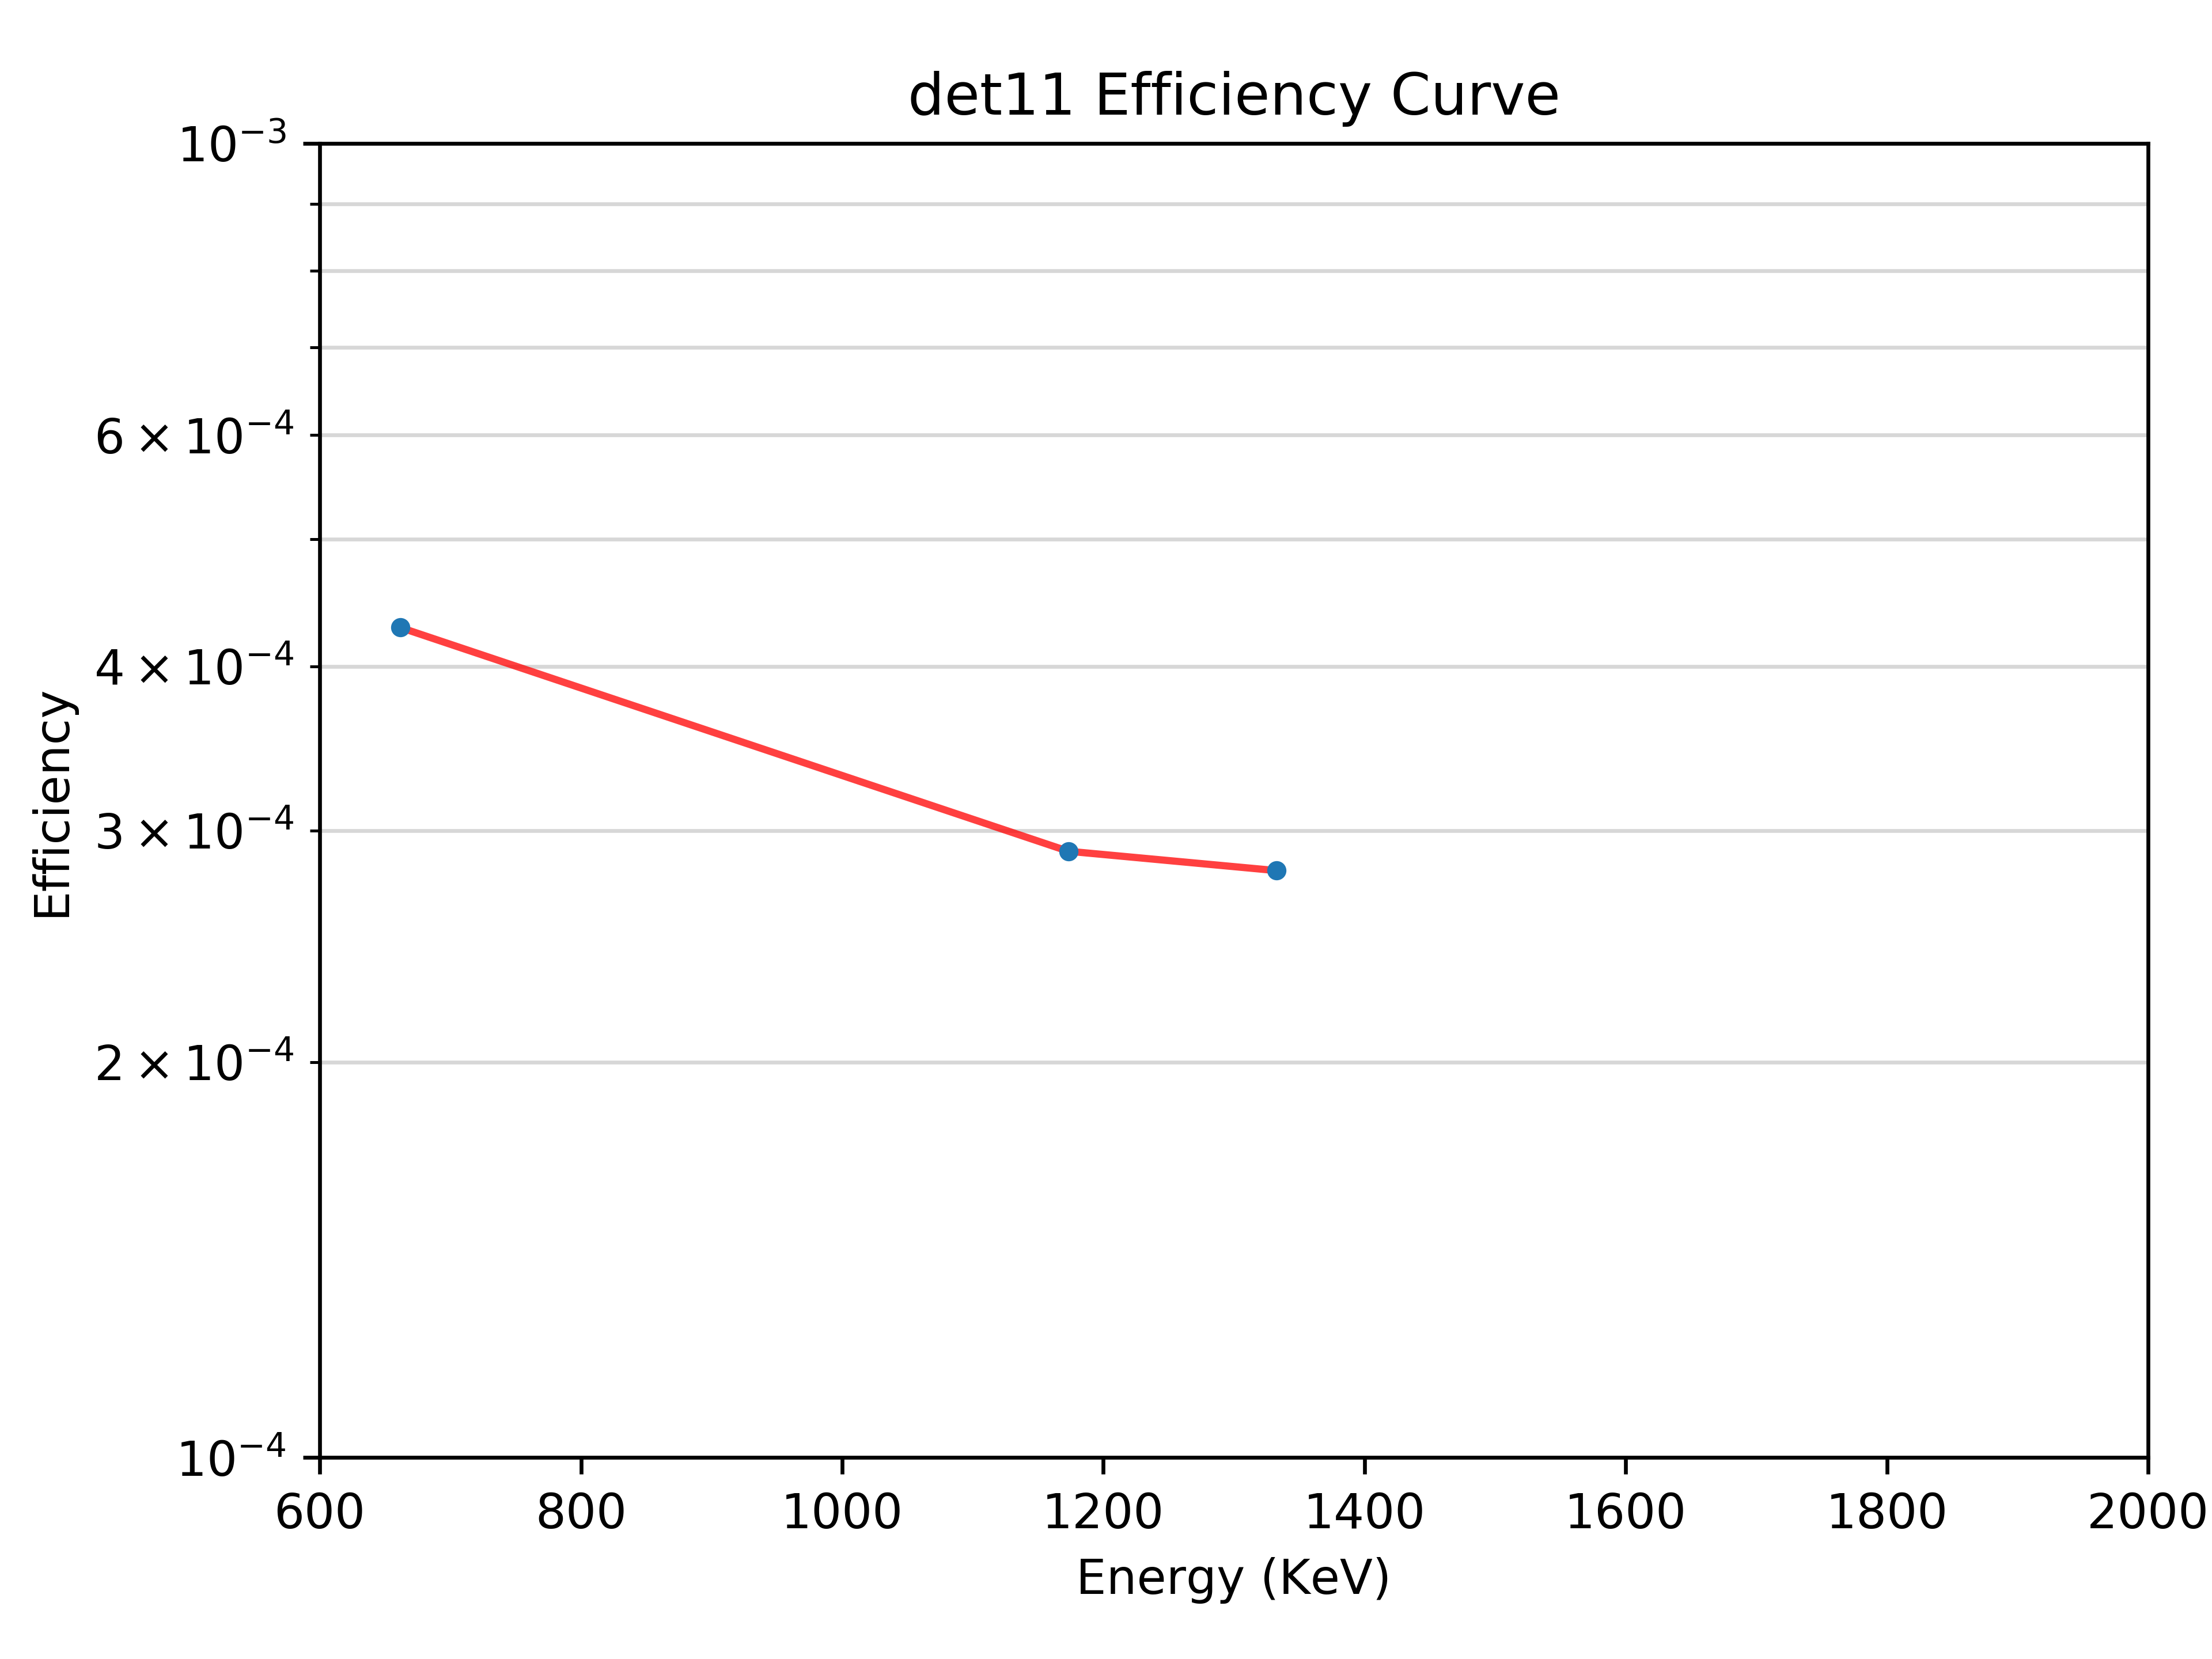 det11 Efficiency Curve
10⁻³
6 × 10⁻⁴
4 × 10⁻⁴
3 × 10⁻⁴
2 × 10⁻⁴
10⁻⁴
Efficiency
600 800 1000 1200 1400 1600 1800 2000
Energy (KeV)